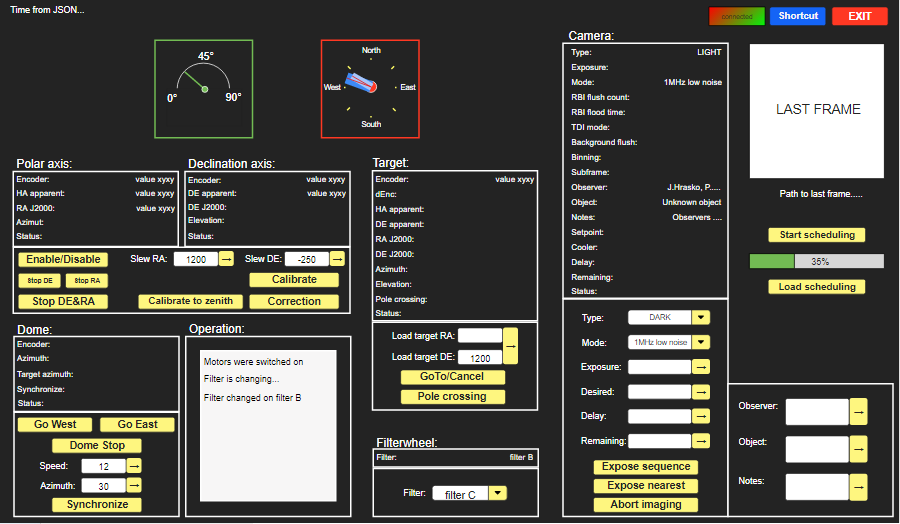 Time from JSON...
connected
Shortcut
EXIT
45°
0°
90°
North
West
East
South
Polar axis:
Encoder: value xyxy
HA apparent: value xyxy
RA J2000: value xyxy
Azimut:
Status:
Declination axis:
Encoder: value xyxy
DE apparent: value xyxy
DE J2000:
Elevation:
Status:
Enable/Disable
Slew RA: 1200 →
Slew DE: -250 →
Stop DE
Stop RA
Calibrate
Stop DE&RA
Calibrate to zenith
Correction
Target:
Encoder: value xyxy
dEnc:
HA apparent:
DE apparent:
RA J2000:
DE J2000:
Azimuth:
Elevation:
Pole crossing:
Status:
Load target RA:
Load target DE: 1200
→
GoTo/Cancel
Pole crossing
Dome:
Encoder:
Azimuth:
Target azimuth:
Synchronize:
Status:
Go West
Go East
Dome Stop
Speed: 12 →
Azimuth: 30 →
Synchronize
Operation:
Motors were switched on
Filter is changing...
Filter changed on filter B
Filterwheel:
Filter: filter B
Filter: filter C
Camera:
Type: LIGHT
Exposure:
Mode: 1MHz low noise
RBI flush count:
RBI flood time:
TDI mode:
Background flush:
Binning:
Subframe:
Observer: J.Hrasko, P.....
Object: Unknown object
Notes: Observers ....
Setpoint:
Cooler:
Delay:
Remaining:
Status:
Type: DARK
Mode: 1MHz low noise
Exposure: →
Desired: →
Delay: →
Remaining: →
Expose sequence
Expose nearest
Abort imaging
LAST FRAME
Path to last frame.....
Start scheduling
35%
Load scheduling
Observer: →
Object: →
Notes: →